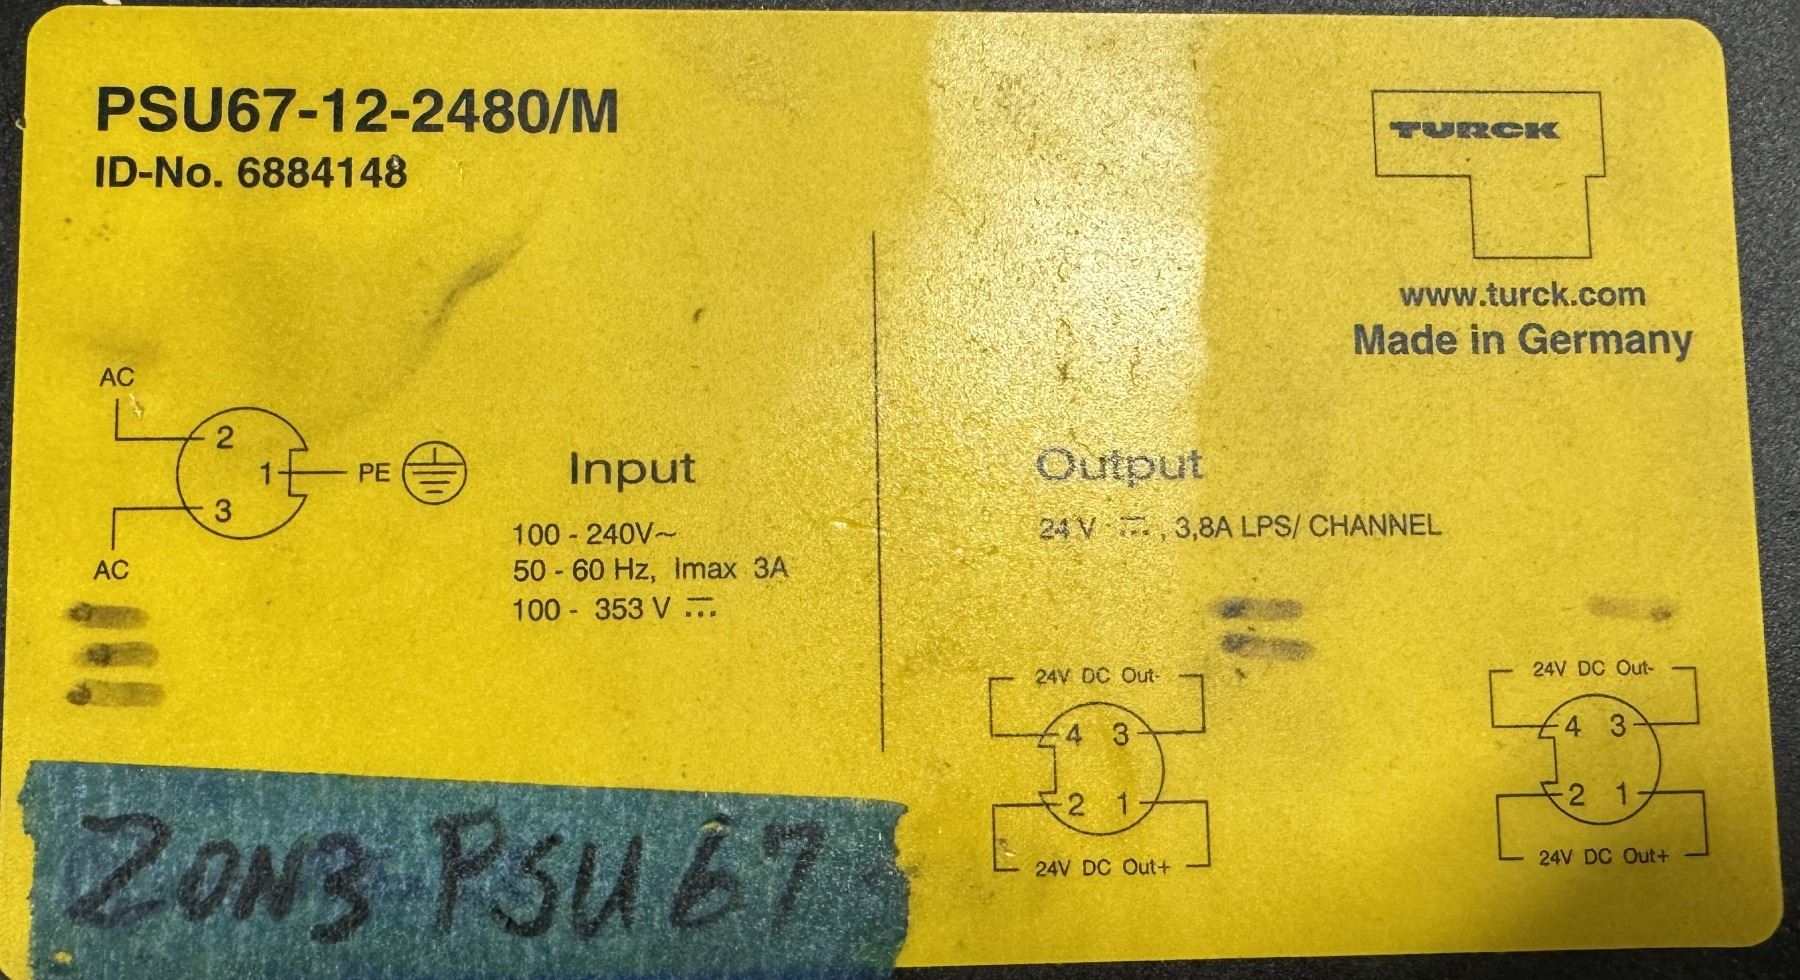 PSU67-12-2480/M
ID-No. 6884148
TURCK
www.turck.com
Made in Germany
AC
2
1
PE
3
AC
Input
100 - 240V~
50 - 60 Hz, Imax 3A
100 - 353 V ⎓
Output
24 V ⎓, 3,8A LPS/ CHANNEL
24V DC Out-
4 3
2 1
24V DC Out+
24V DC Out-
4 3
2 1
24V DC Out+
ZON3 PSU67